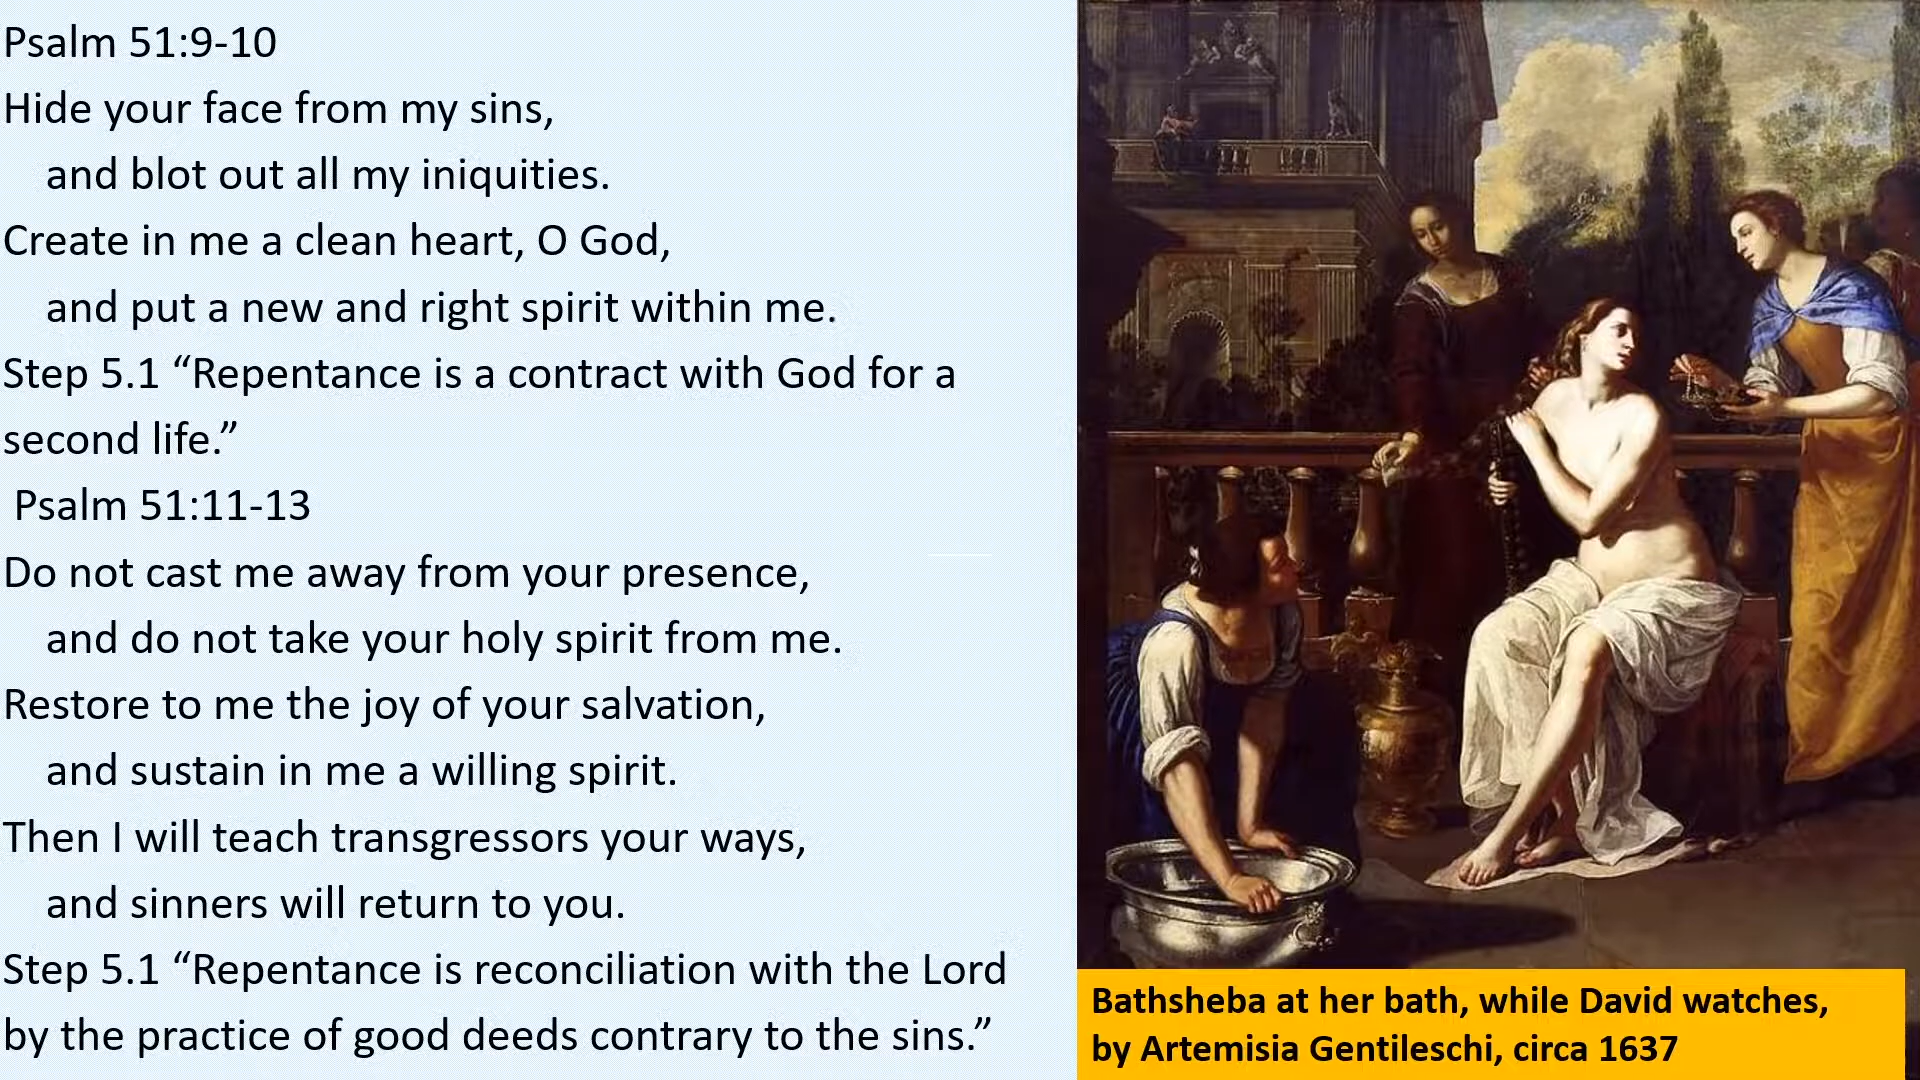 Psalm 51:9-10
Hide your face from my sins,
and blot out all my iniquities.
Create in me a clean heart, O God,
and put a new and right spirit within me.
Step 5.1 “Repentance is a contract with God for a
second life.”
Psalm 51:11-13
Do not cast me away from your presence,
and do not take your holy spirit from me.
Restore to me the joy of your salvation,
and sustain in me a willing spirit.
Then I will teach transgressors your ways,
and sinners will return to you.
Step 5.1 “Repentance is reconciliation with the Lord
by the practice of good deeds contrary to the sins.”
Bathsheba at her bath, while David watches,
by Artemisia Gentileschi, circa 1637